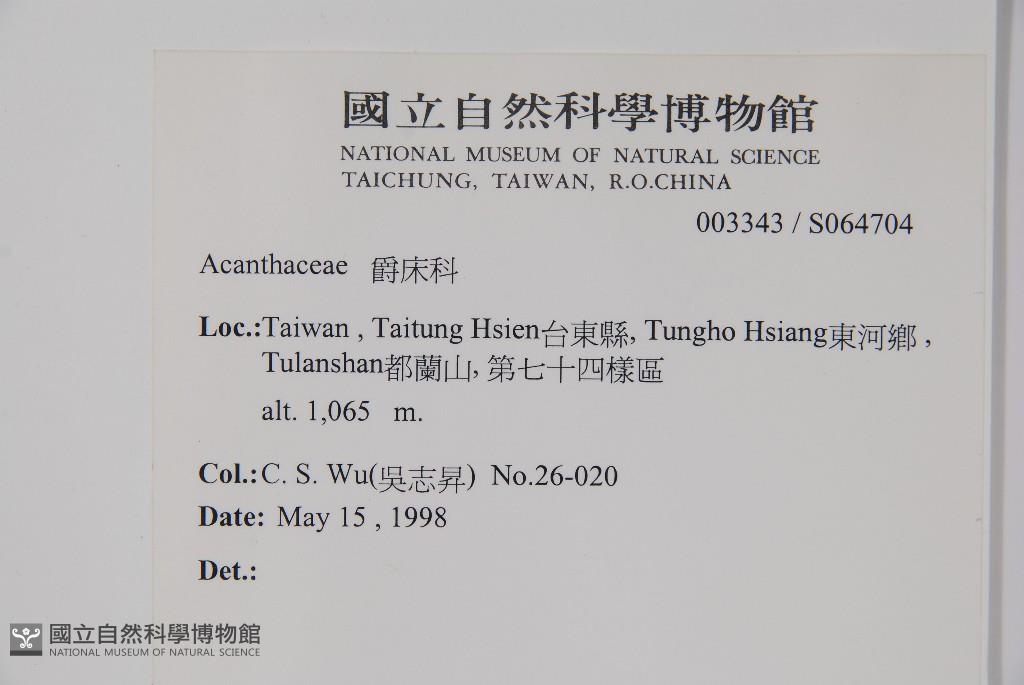 國立自然科學博物館
NATIONAL MUSEUM OF NATURAL SCIENCE
TAICHUNG, TAIWAN, R.O.CHINA
003343 / S064704
Acanthaceae 爵床科
Loc.:Taiwan , Taitung Hsien台東縣, Tungho Hsiang東河鄉 ,
Tulanshan都蘭山, 第七十四樣區
alt. 1,065 m.
Col.:C. S. Wu(吳志昇) No.26-020
Date: May 15 , 1998
Det.:
國立自然科學博物館
NATIONAL MUSEUM OF NATURAL SCIENCE